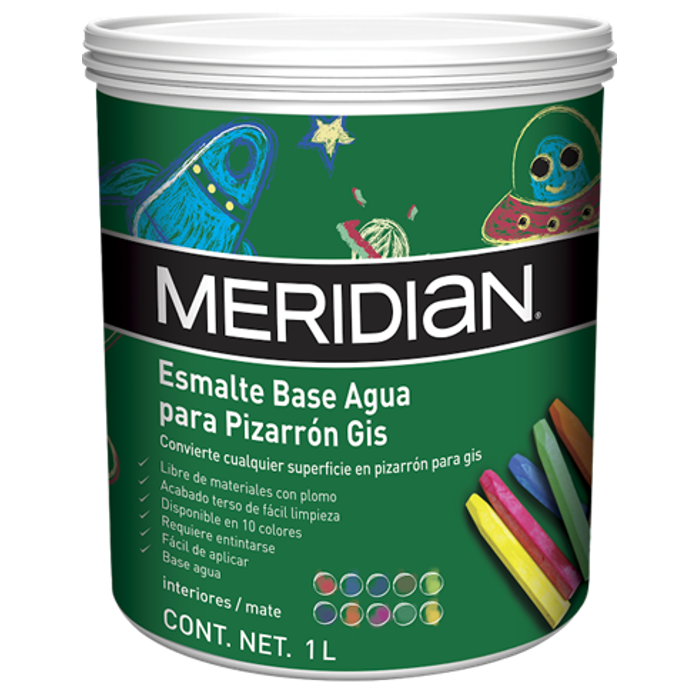 MERIDIAN®
Esmalte Base Agua
para Pizarrón Gis
Convierte cualquier superficie en pizarrón para gis
✓ Libre de materiales con plomo
✓ Acabado terso de fácil limpieza
✓ Disponible en 10 colores
✓ Requiere entintarse
✓ Fácil de aplicar
✓ Base agua
interiores / mate
CONT. NET. 1 L